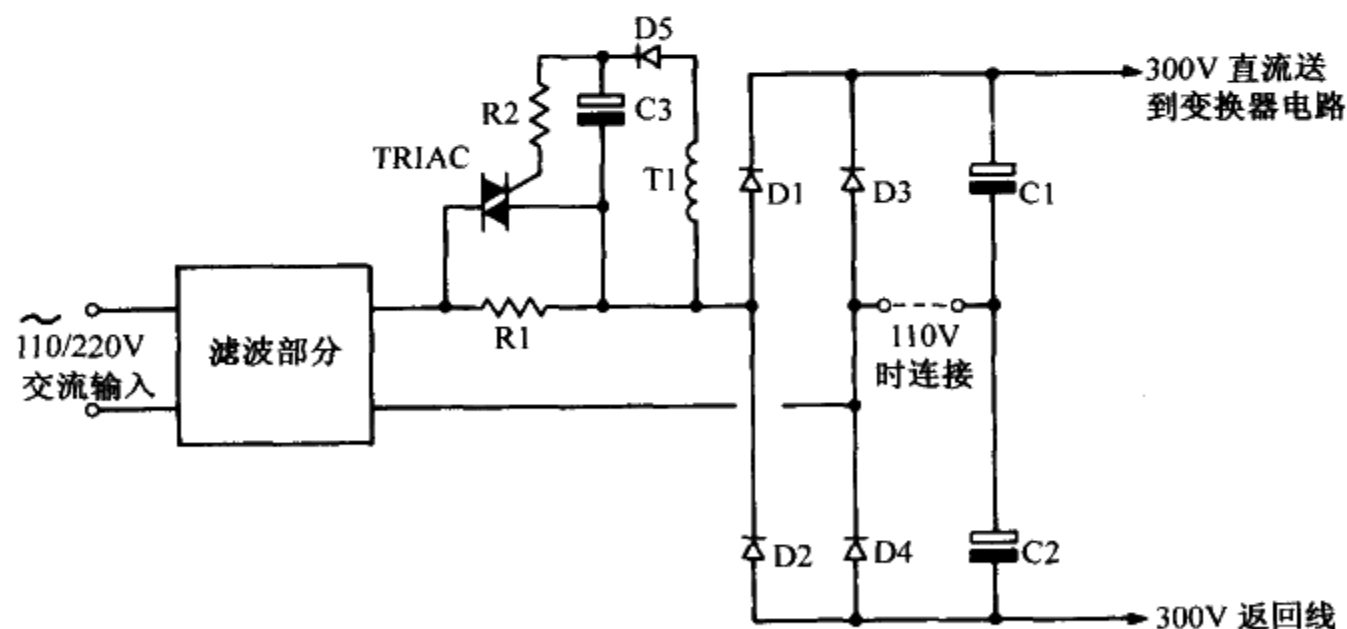 D5
300V 直流送
到变换器电路
R2
C3
TRIAC
T1
D1
D3
C1
110/220V
交流输入
滤波部分
R1
110V
时连接
D2
D4
C2
300V 返回线